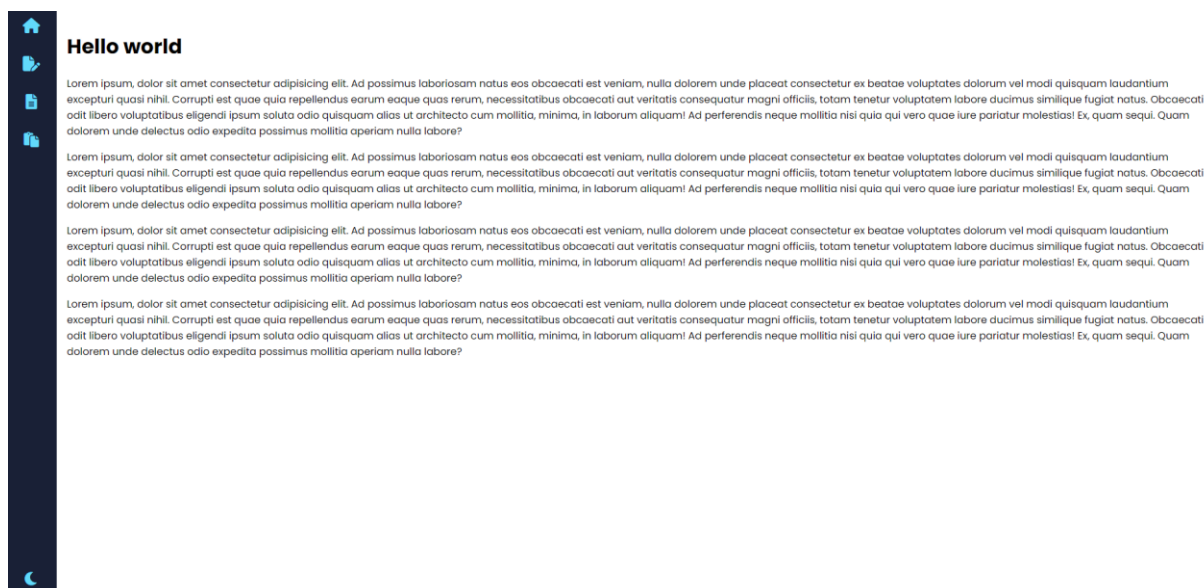 Hello world
Lorem ipsum, dolor sit amet consectetur adipisicing elit. Ad possimus laboriosam natus eos obcaecati est veniam, nulla dolorem unde placeat consectetur ex beatae voluptates dolorum vel modi quisquam laudantium
excepturi quasi nihil. Corrupti est quae quia repellendus earum eaque quas rerum, necessitatibus obcaecati aut veritatis consequatur magni officiis, totam tenetur voluptatem labore ducimus similique fugiat natus. Obcaecati
odit libero voluptatibus eligendi ipsum soluta odio quisquam alias ut architecto cum mollitia, minima, in laborum aliquam! Ad perferendis neque mollitia nisi quia qui vero quae iure pariatur molestias! Ex, quam sequi. Quam
dolorem unde delectus odio expedita possimus mollitia aperiam nulla labore?
Lorem ipsum, dolor sit amet consectetur adipisicing elit. Ad possimus laboriosam natus eos obcaecati est veniam, nulla dolorem unde placeat consectetur ex beatae voluptates dolorum vel modi quisquam laudantium
excepturi quasi nihil. Corrupti est quae quia repellendus earum eaque quas rerum, necessitatibus obcaecati aut veritatis consequatur magni officiis, totam tenetur voluptatem labore ducimus similique fugiat natus. Obcaecati
odit libero voluptatibus eligendi ipsum soluta odio quisquam alias ut architecto cum mollitia, minima, in laborum aliquam! Ad perferendis neque mollitia nisi quia qui vero quae iure pariatur molestias! Ex, quam sequi. Quam
dolorem unde delectus odio expedita possimus mollitia aperiam nulla labore?
Lorem ipsum, dolor sit amet consectetur adipisicing elit. Ad possimus laboriosam natus eos obcaecati est veniam, nulla dolorem unde placeat consectetur ex beatae voluptates dolorum vel modi quisquam laudantium
excepturi quasi nihil. Corrupti est quae quia repellendus earum eaque quas rerum, necessitatibus obcaecati aut veritatis consequatur magni officiis, totam tenetur voluptatem labore ducimus similique fugiat natus. Obcaecati
odit libero voluptatibus eligendi ipsum soluta odio quisquam alias ut architecto cum mollitia, minima, in laborum aliquam! Ad perferendis neque mollitia nisi quia qui vero quae iure pariatur molestias! Ex, quam sequi. Quam
dolorem unde delectus odio expedita possimus mollitia aperiam nulla labore?
Lorem ipsum, dolor sit amet consectetur adipisicing elit. Ad possimus laboriosam natus eos obcaecati est veniam, nulla dolorem unde placeat consectetur ex beatae voluptates dolorum vel modi quisquam laudantium
excepturi quasi nihil. Corrupti est quae quia repellendus earum eaque quas rerum, necessitatibus obcaecati aut veritatis consequatur magni officiis, totam tenetur voluptatem labore ducimus similique fugiat natus. Obcaecati
odit libero voluptatibus eligendi ipsum soluta odio quisquam alias ut architecto cum mollitia, minima, in laborum aliquam! Ad perferendis neque mollitia nisi quia qui vero quae iure pariatur molestias! Ex, quam sequi. Quam
dolorem unde delectus odio expedita possimus mollitia aperiam nulla labore?